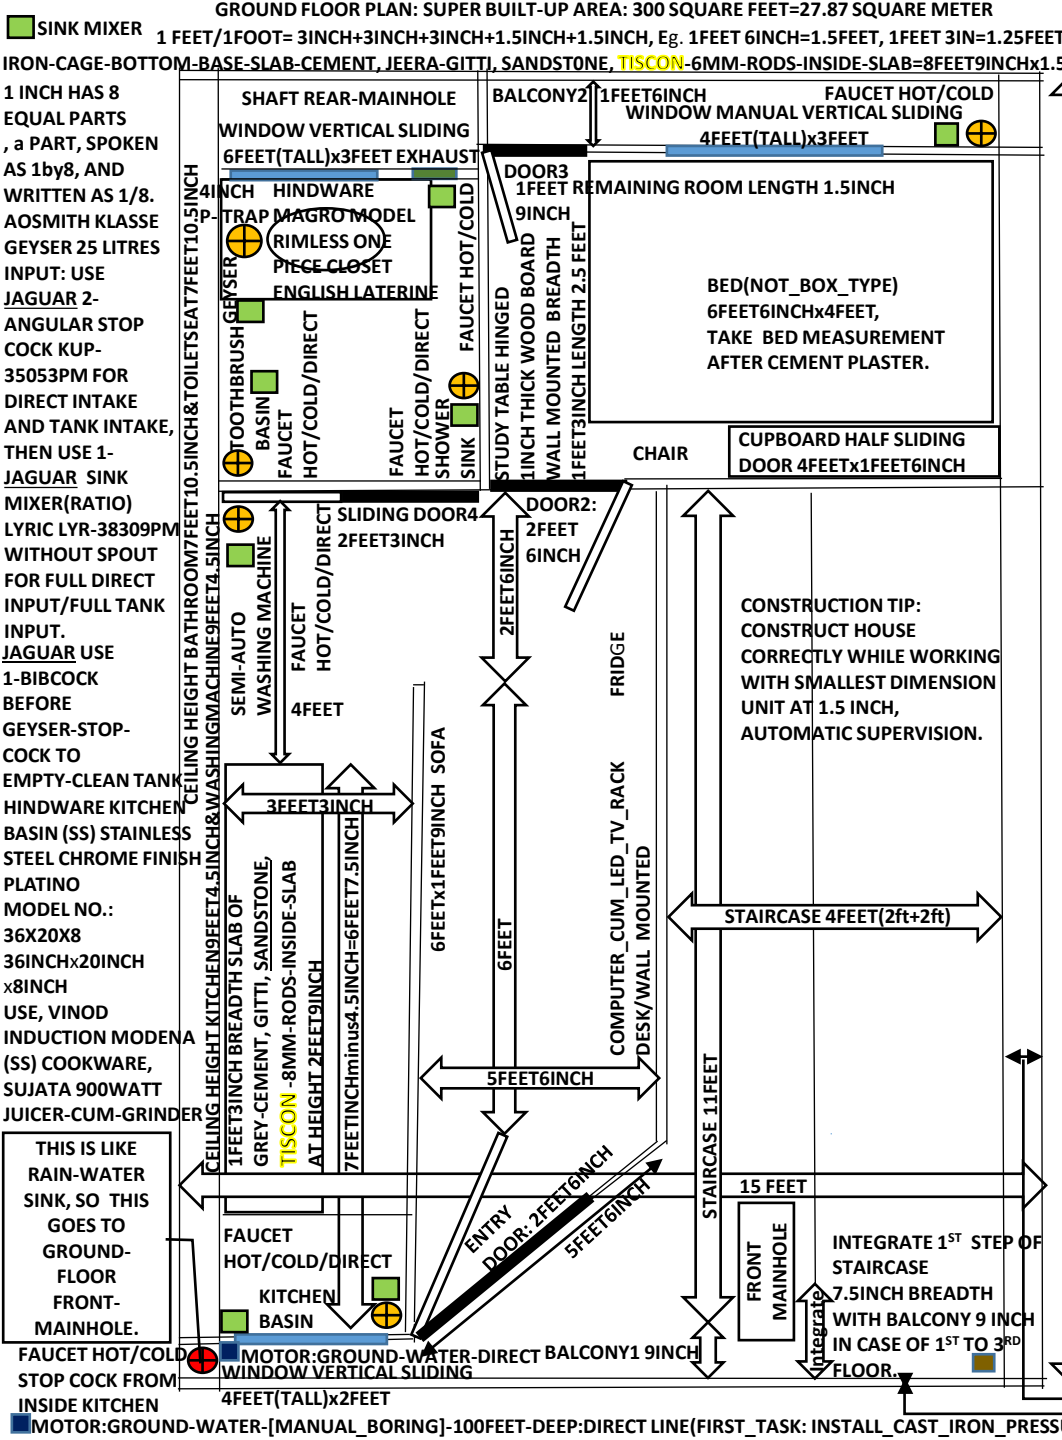 GROUND FLOOR PLAN: SUPER BUILT-UP AREA: 300 SQUARE FEET=27.87 SQUARE METER
SINK MIXER
1 FEET/1FOOT= 3INCH+3INCH+3INCH+1.5INCH+1.5INCH, Eg. 1FEET 6INCH=1.5FEET, 1FEET 3IN=1.25FEET
IRON-CAGE-BOTTOM-BASE-SLAB-CEMENT, JEERA-GITTI, SANDST0NE, TISCON-6MM-RODS-INSIDE-SLAB=8FEET9INCHx1.5
1 INCH HAS 8
EQUAL PARTS
, a PART, SPOKEN
AS 1by8, AND
WRITTEN AS 1/8.
AOSMITH KLASSE
GEYSER 25 LITRES
INPUT: USE
JAGUAR 2-
ANGULAR STOP
COCK KUP-
35053PM FOR
DIRECT INTAKE
AND TANK INTAKE,
THEN USE 1-
JAGUAR SINK
MIXER(RATIO)
LYRIC LYR-38309PM
WITHOUT SPOUT
FOR FULL DIRECT
INPUT/FULL TANK
INPUT.
JAGUAR USE
1-BIBCOCK
BEFORE
GEYSER-STOP-
COCK TO
EMPTY-CLEAN TANK
HINDWARE KITCHEN
BASIN (SS) STAINLESS
STEEL CHROME FINISH
PLATINO
MODEL NO.:
36X20X8
36INCHx20INCH
x8INCH
USE, VINOD
INDUCTION MODENA
(SS) COOKWARE,
SUJATA 900WATT
JUICER-CUM-GRINDER
THIS IS LIKE
RAIN-WATER
SINK, SO THIS
GOES TO
GROUND-
FLOOR
FRONT-
MAINHOLE.
FAUCET HOT/COLD
STOP COCK FROM
INSIDE KITCHEN
CEILING HEIGHT BATHROOM7FEET10.5INCH&TOILETSEAT7FEET10.5INCH
CEILING HEIGHT KITCHEN9FEET4.5INCH&WASHINGMACHINE9FEET4.5INCH
SHAFT REAR-MAINHOLE
WINDOW VERTICAL SLIDING
6FEET(TALL)x3FEET EXHAUST
4INCH
P- TRAP
HINDWARE
MAGRO MODEL
RIMLESS ONE
PIECE CLOSET
ENGLISH LATERINE
GEYSER
TOOTHBRUSH
BASIN
FAUCET
HOT/COLD/DIRECT
FAUCET
HOT/COLD/DIRECT
SHOWER
SINK
FAUCET HOT/COLD
BALCONY2 1FEET6INCH
FAUCET HOT/COLD
WINDOW MANUAL VERTICAL SLIDING
4FEET(TALL)x3FEET
DOOR3
1FEET
9INCH
REMAINING ROOM LENGTH 1.5INCH
STUDY TABLE HINGED
1INCH THICK WOOD BOARD
WALL MOUNTED BREADTH
1FEET3INCH LENGTH 2.5 FEET
BED(NOT_BOX_TYPE)
6FEET6INCHx4FEET,
TAKE BED MEASUREMENT
AFTER CEMENT PLASTER.
CHAIR
CUPBOARD HALF SLIDING
DOOR 4FEETx1FEET6INCH
SLIDING DOOR4
2FEET3INCH
DOOR2:
2FEET
6INCH
2FEET6INCH
SEMI-AUTO
WASHING MACHINE
FAUCET
HOT/COLD/DIRECT
4FEET
FRIDGE
CONSTRUCTION TIP:
CONSTRUCT HOUSE
CORRECTLY WHILE WORKING
WITH SMALLEST DIMENSION
UNIT AT 1.5 INCH,
AUTOMATIC SUPERVISION.
3FEET3INCH
1FEET3INCH BREADTH SLAB OF
GREY-CEMENT, GITTI, SANDSTONE,
TISCON -8MM-RODS-INSIDE-SLAB
AT HEIGHT 2FEET9INCH
7FEETINCHminus4.5INCH=6FEET7.5INCH
6FEETx1FEET9INCH SOFA
6FEET
COMPUTER_CUM_LED_TV_RACK
DESK/WALL MOUNTED
STAIRCASE 4FEET(2ft+2ft)
5FEET6INCH
STAIRCASE 11FEET
15 FEET
ENTRY
DOOR: 2FEET6INCH
5FEET6INCH
FAUCET
HOT/COLD/DIRECT
KITCHEN
BASIN
FRONT
MAINHOLE
Integrate
INTEGRATE 1ST STEP OF
STAIRCASE
7.5INCH BREADTH
WITH BALCONY 9 INCH
IN CASE OF 1ST TO 3RD
FLOOR.
MOTOR:GROUND-WATER-DIRECT
BALCONY1 9INCH
WINDOW VERTICAL SLIDING
4FEET(TALL)x2FEET
MOTOR:GROUND-WATER-[MANUAL_BORING]-100FEET-DEEP:DIRECT LINE(FIRST_TASK: INSTALL_CAST_IRON_PRESS